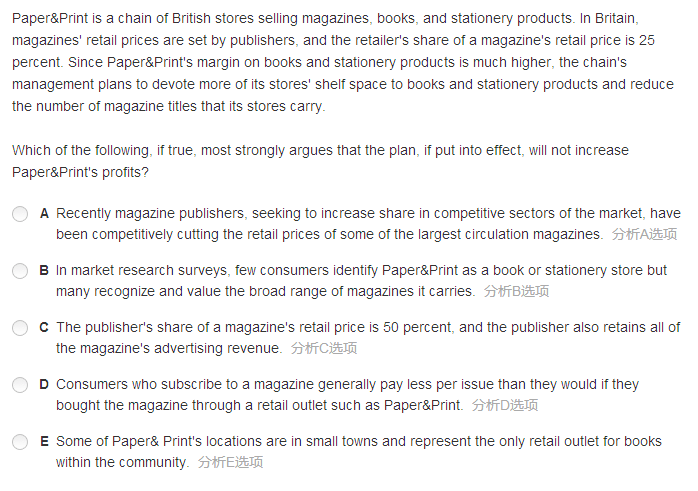 Paper&Print is a chain of British stores selling magazines, books, and stationery products. In Britain,
magazines' retail prices are set by publishers, and the retailer's share of a magazine's retail price is 25
percent. Since Paper&Print's margin on books and stationery products is much higher, the chain's
management plans to devote more of its stores' shelf space to books and stationery products and reduce
the number of magazine titles that its stores carry.
Which of the following, if true, most strongly argues that the plan, if put into effect, will not increase
Paper&Print's profits?
A Recently magazine publishers, seeking to increase share in competitive sectors of the market, have
been competitively cutting the retail prices of some of the largest circulation magazines. 分析A选项
B In market research surveys, few consumers identify Paper&Print as a book or stationery store but
many recognize and value the broad range of magazines it carries. 分析B选项
C The publisher's share of a magazine's retail price is 50 percent, and the publisher also retains all of
the magazine's advertising revenue. 分析C选项
D Consumers who subscribe to a magazine generally pay less per issue than they would if they
bought the magazine through a retail outlet such as Paper&Print. 分析D选项
E Some of Paper& Print's locations are in small towns and represent the only retail outlet for books
within the community. 分析E选项